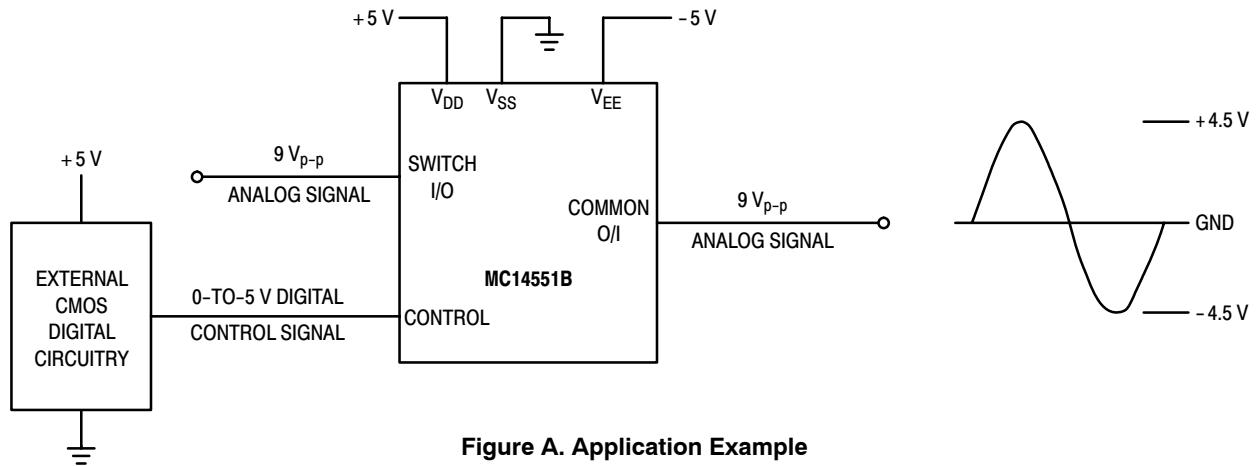 +5 V
−5 V
VDD
VSS
VEE
+5 V
9 Vp−p
ANALOG SIGNAL
SWITCH
I/O
COMMON
O/I
9 Vp−p
ANALOG SIGNAL
+4.5 V
GND
−4.5 V
EXTERNAL
CMOS
DIGITAL
CIRCUITRY
0−TO−5 V DIGITAL
CONTROL SIGNAL
MC14551B
CONTROL
Figure A. Application Example